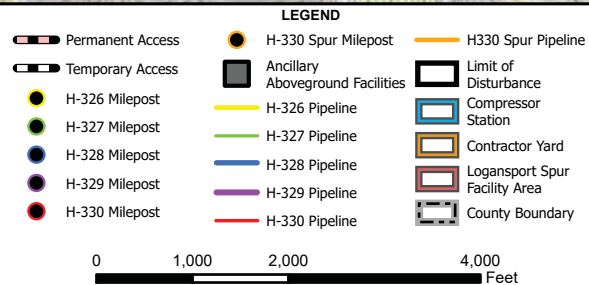 LEGEND
Permanent Access
Temporary Access
H-326 Milepost
H-327 Milepost
H-328 Milepost
H-329 Milepost
H-330 Milepost
H-330 Spur Milepost
Ancillary
Aboveground Facilities
H-326 Pipeline
H-327 Pipeline
H-328 Pipeline
H-329 Pipeline
H-330 Pipeline
H330 Spur Pipeline
Limit of
Disturbance
Compressor
Station
Contractor Yard
Logansport Spur
Facility Area
County Boundary
0 1,000 2,000 4,000
Feet